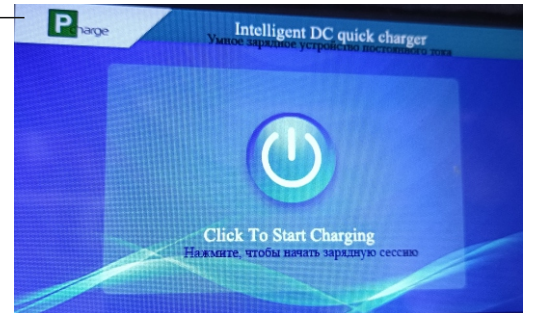 Pcharge
Intelligent DC quick charger
Умное зарядное устройство постоянного тока
Click To Start Charging
Нажмите, чтобы начать зарядную сессию